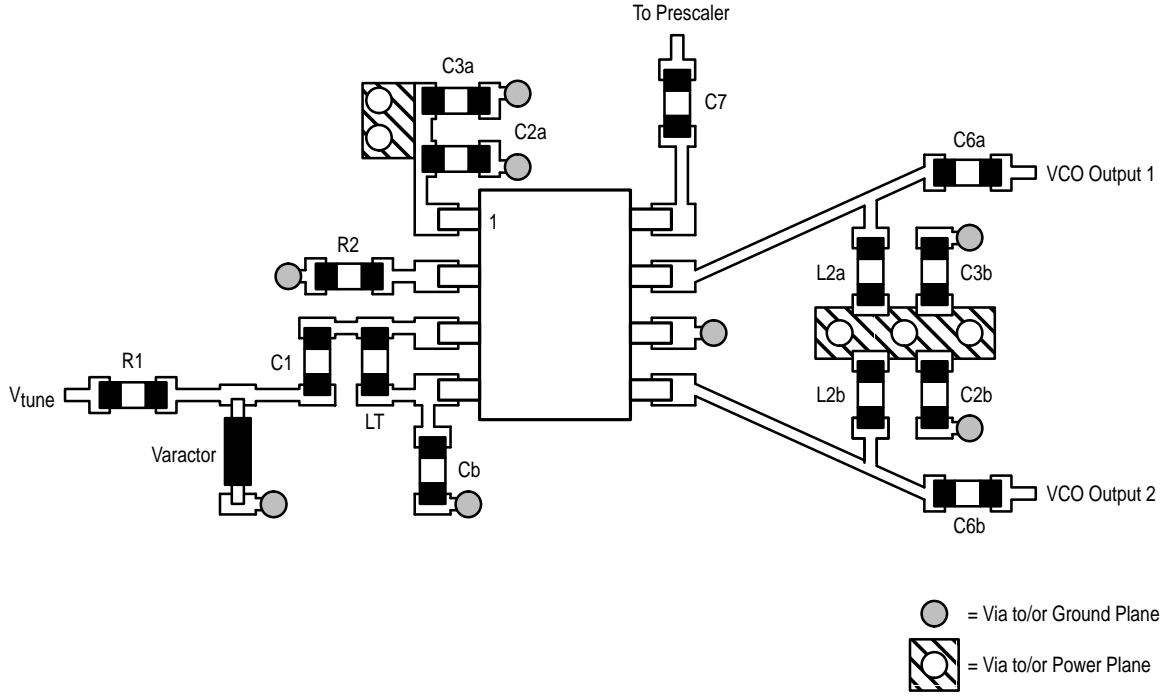 To Prescaler
C3a
C7
C2a
C6a
VCO Output 1
1
R2
L2a
C3b
R1
C1
Vtune
LT
L2b
C2b
Varactor
Cb
VCO Output 2
C6b
= Via to/or Ground Plane
= Via to/or Power Plane